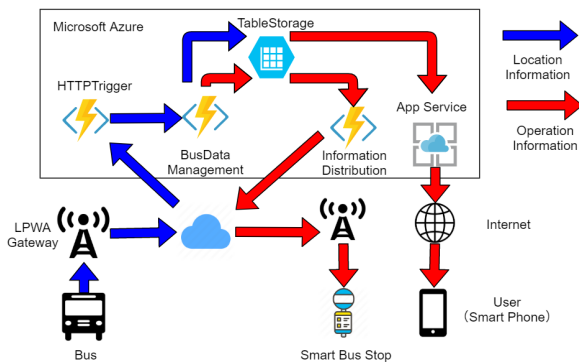 Microsoft Azure
TableStorage
HTTPTrigger
BusData
Management
Information
Distribution
App Service
Location
Information
Operation
Information
LPWA
Gateway
Internet
Bus
Smart Bus Stop
User
（Smart Phone）